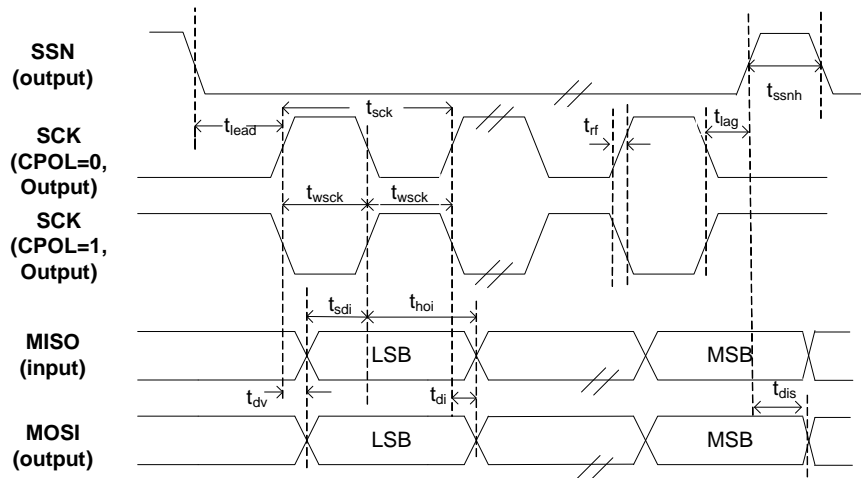 SSN
(output)
t_ssnh
t_sck
t_lead
t_rf
t_lag
SCK
(CPOL=0,
Output)
t_wsck t_wsck
SCK
(CPOL=1,
Output)
t_sdi t_hoi
MISO
(input)
LSB MSB
t_dv t_di t_dis
MOSI
(output)
LSB MSB